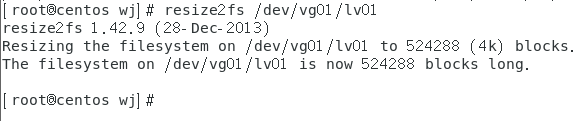 [root@centos wj]# resize2fs /dev/vg01/lv01
resize2fs 1.42.9 (28-Dec-2013)
Resizing the filesystem on /dev/vg01/lv01 to 524288 (4k) blocks.
The filesystem on /dev/vg01/lv01 is now 524288 blocks long.
[root@centos wj]#